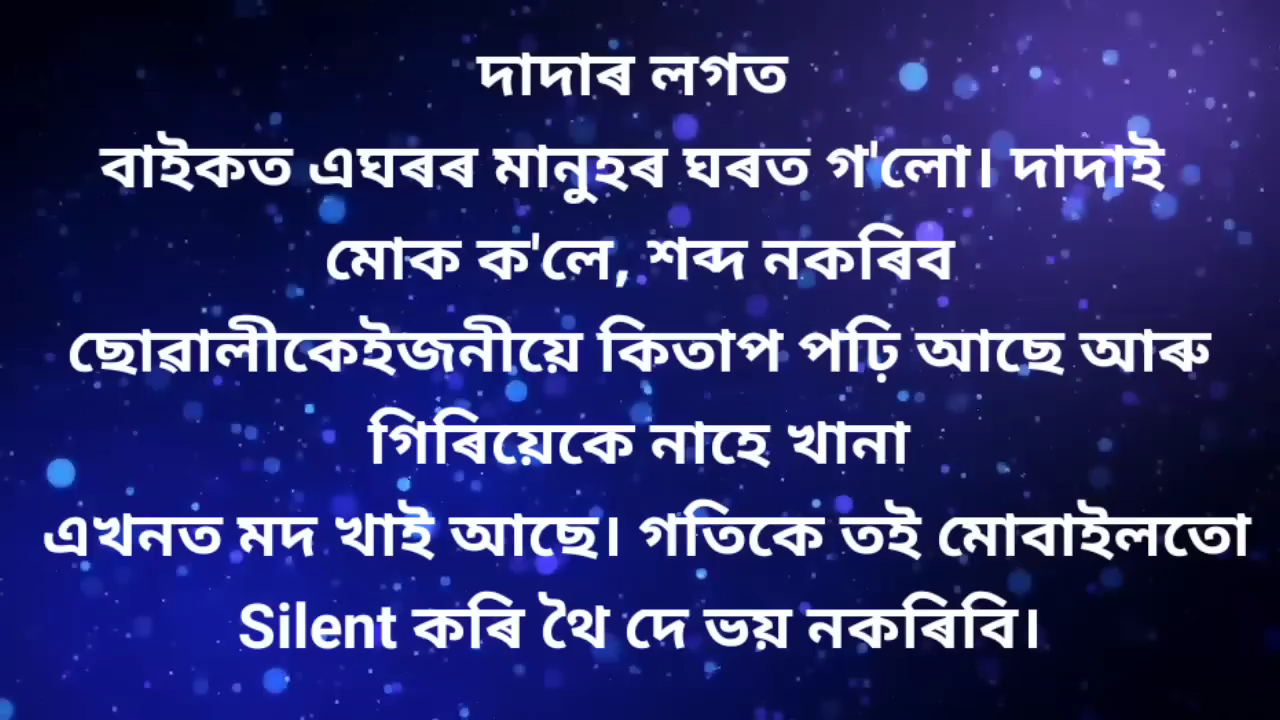 দাদাৰ লগত
বাইকত এঘৰৰ মানুহৰ ঘৰত গ'লো। দাদাই
মোক ক'লে, শব্দ নকৰিব
ছোৱালীকেইজনীয়ে কিতাপ পঢ়ি আছে আৰু
গিৰিয়েকে নাহে খানা
এখনত মদ খাই আছে। গতিকে তই মোবাইলতো
Silent কৰি থৈ দে ভয় নকৰিবি।